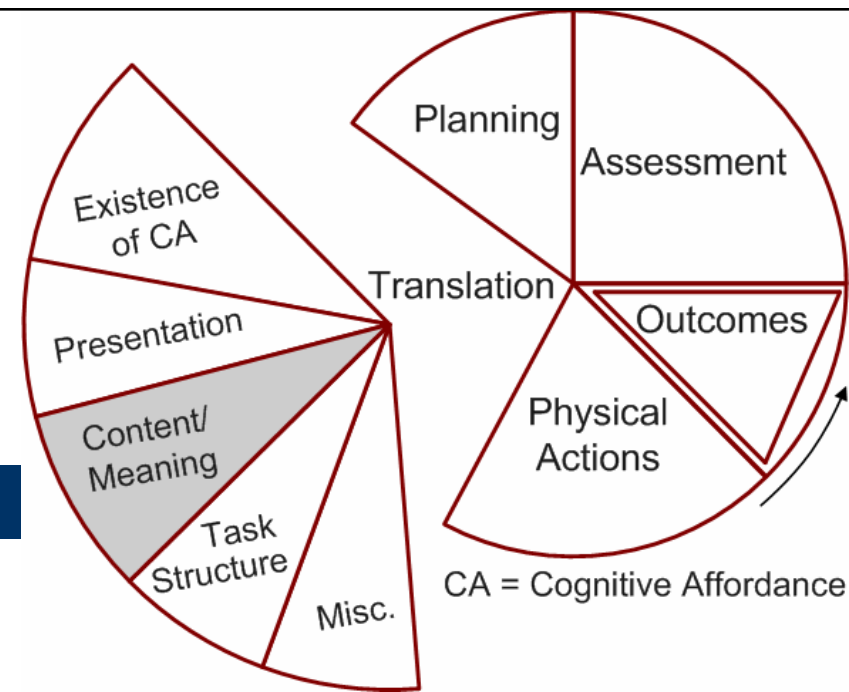 Planning
Assessment
Existence
of CA
Translation
Presentation
Outcomes
Content/
Meaning
Physical
Actions
Task
Structure
Misc.
CA = Cognitive Affordance